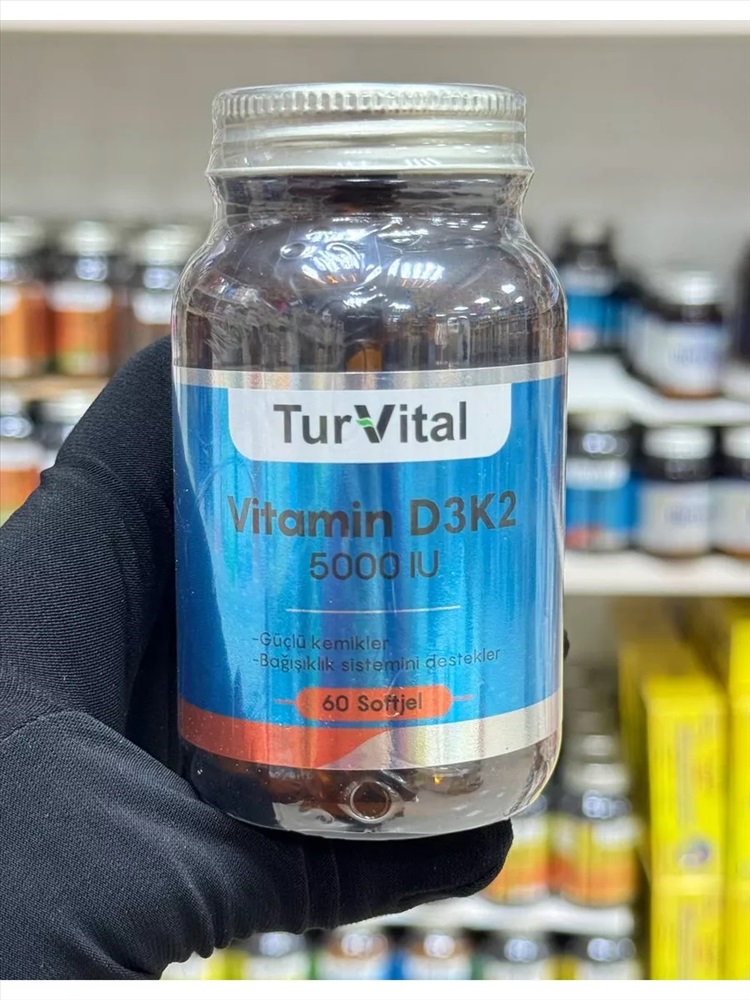 TurVital
Vitamin D3K2
5000 IU
-Güçlü kemikler
-Bağışıklık sistemini destekler
60 Softjel